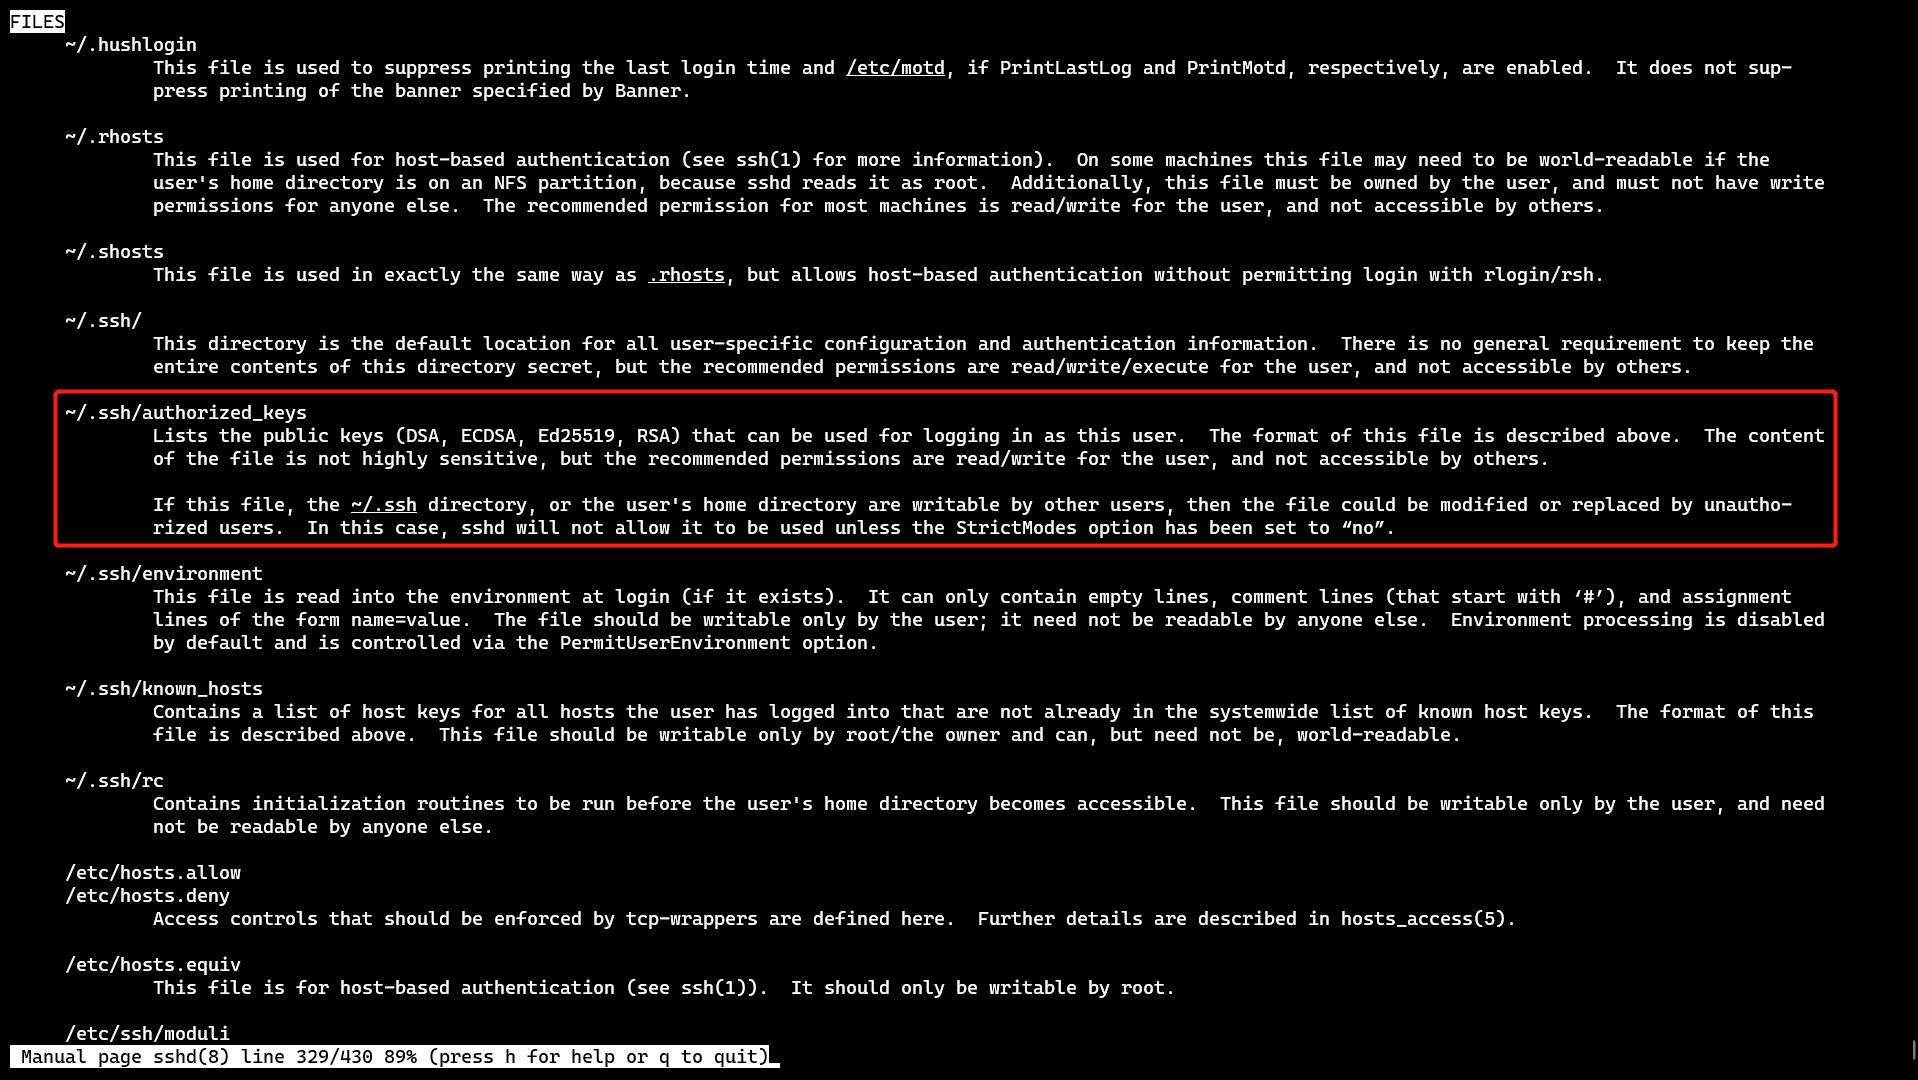 FILES
~/.hushlogin
This file is used to suppress printing the last login time and /etc/motd, if PrintLastLog and PrintMotd, respectively, are enabled.  It does not sup‐
press printing of the banner specified by Banner.
~/.rhosts
This file is used for host-based authentication (see ssh(1) for more information).  On some machines this file may need to be world-readable if the
user's home directory is on an NFS partition, because sshd reads it as root.  Additionally, this file must be owned by the user, and must not have write
permissions for anyone else.  The recommended permission for most machines is read/write for the user, and not accessible by others.
~/.shosts
This file is used in exactly the same way as .rhosts, but allows host-based authentication without permitting login with rlogin/rsh.
~/.ssh/
This directory is the default location for all user-specific configuration and authentication information.  There is no general requirement to keep the
entire contents of this directory secret, but the recommended permissions are read/write/execute for the user, and not accessible by others.
~/.ssh/authorized_keys
Lists the public keys (DSA, ECDSA, Ed25519, RSA) that can be used for logging in as this user.  The format of this file is described above.  The content
of the file is not highly sensitive, but the recommended permissions are read/write for the user, and not accessible by others.
If this file, the ~/.ssh directory, or the user's home directory are writable by other users, then the file could be modified or replaced by unautho‐
rized users.  In this case, sshd will not allow it to be used unless the StrictModes option has been set to “no”.
~/.ssh/environment
This file is read into the environment at login (if it exists).  It can only contain empty lines, comment lines (that start with ‘#’), and assignment
lines of the form name=value.  The file should be writable only by the user; it need not be readable by anyone else.  Environment processing is disabled
by default and is controlled via the PermitUserEnvironment option.
~/.ssh/known_hosts
Contains a list of host keys for all hosts the user has logged into that are not already in the systemwide list of known host keys.  The format of this
file is described above.  This file should be writable only by root/the owner and can, but need not be, world-readable.
~/.ssh/rc
Contains initialization routines to be run before the user's home directory becomes accessible.  This file should be writable only by the user, and need
not be readable by anyone else.
/etc/hosts.allow
/etc/hosts.deny
Access controls that should be enforced by tcp-wrappers are defined here.  Further details are described in hosts_access(5).
/etc/hosts.equiv
This file is for host-based authentication (see ssh(1)).  It should only be writable by root.
/etc/ssh/moduli
Manual page sshd(8) line 329/430 89% (press h for help or q to quit)